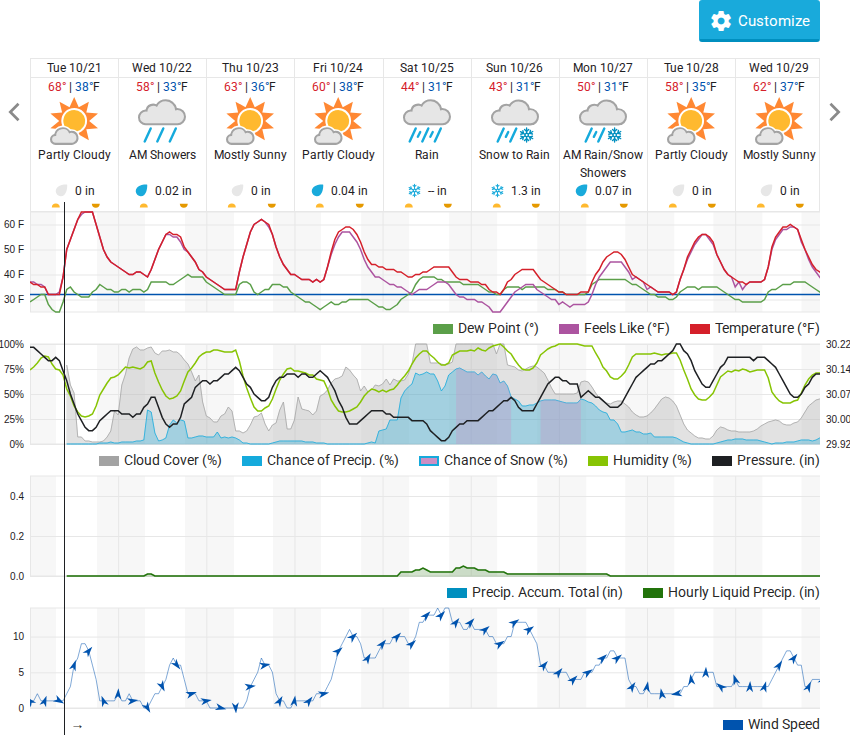 Customize
Tue 10/21 Wed 10/22 Thu 10/23 Fri 10/24 Sat 10/25 Sun 10/26 Mon 10/27 Tue 10/28 Wed 10/29
68° | 38°F 58° | 33°F 63° | 36°F 60° | 38°F 44° | 31°F 43° | 31°F 50° | 31°F 58° | 35°F 62° | 37°F
Partly Cloudy AM Showers Mostly Sunny Partly Cloudy Rain Snow to Rain AM Rain/Snow Partly Cloudy Mostly Sunny
Showers
0 in 0.02 in 0 in 0.04 in -- in 1.3 in 0.07 in 0 in 0 in
60 F
50 F
40 F
30 F
Dew Point (°) Feels Like (°F) Temperature (°F)
100% 30.22
75% 30.14
50% 30.07
25% 30.00
0% 29.92
Cloud Cover (%) Chance of Precip. (%) Chance of Snow (%) Humidity (%) Pressure. (in)
0.4
0.2
0.0
Precip. Accum. Total (in) Hourly Liquid Precip. (in)
10
5
0
→
Wind Speed